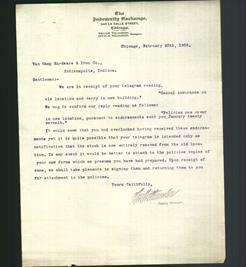 The
Indemnity Exchange,
Chicago, February 25th, 1908.
Van Camp Hardware & Iron Co.,
Indianapolis, Indiana.
Gentlemen:-
We are in receipt of your telegram reading,
"Cancel insurance on
old location and carry in new building."
We beg to confirm our reply reading as follows:
"Policies now cover
in new location, pursuant to endorsements sent you January twenty
seventh."
It would seem that you had overlooked having received these endorse-
ments yet it is quite possible that your telegram is intended only as
notification that the stock is now entirely removed from the old loca-
tion. In any event it would be better to attach to the policies copies of
your new forms which we presume you have had prepared. Upon receipt of
same, we shall take pleasure in signing them and returning them to you
for attachment to the policies.
Yours faithfully,